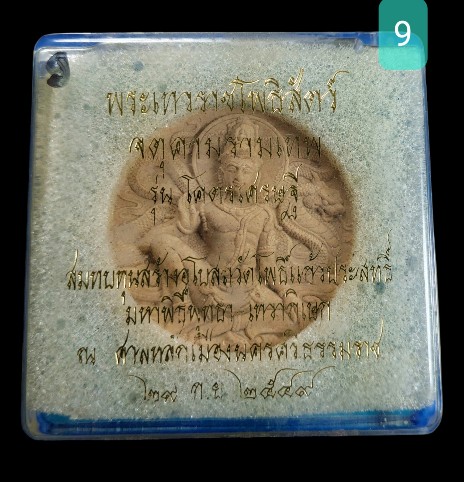 9
พระเทวราชโพธิสัตว์
จตุคามรามเทพ
รุ่น โคตรเศรษฐี
สมทบทุนสร้างอุโบสถวัดโพธิ์แก้วประสิทธิ์
มหาพิธีพุทธา เทวาภิเษก
ณ ศาลหลักเมืองนครศรีธรรมราช
๒๙ ก.ย ๒๕๔๙